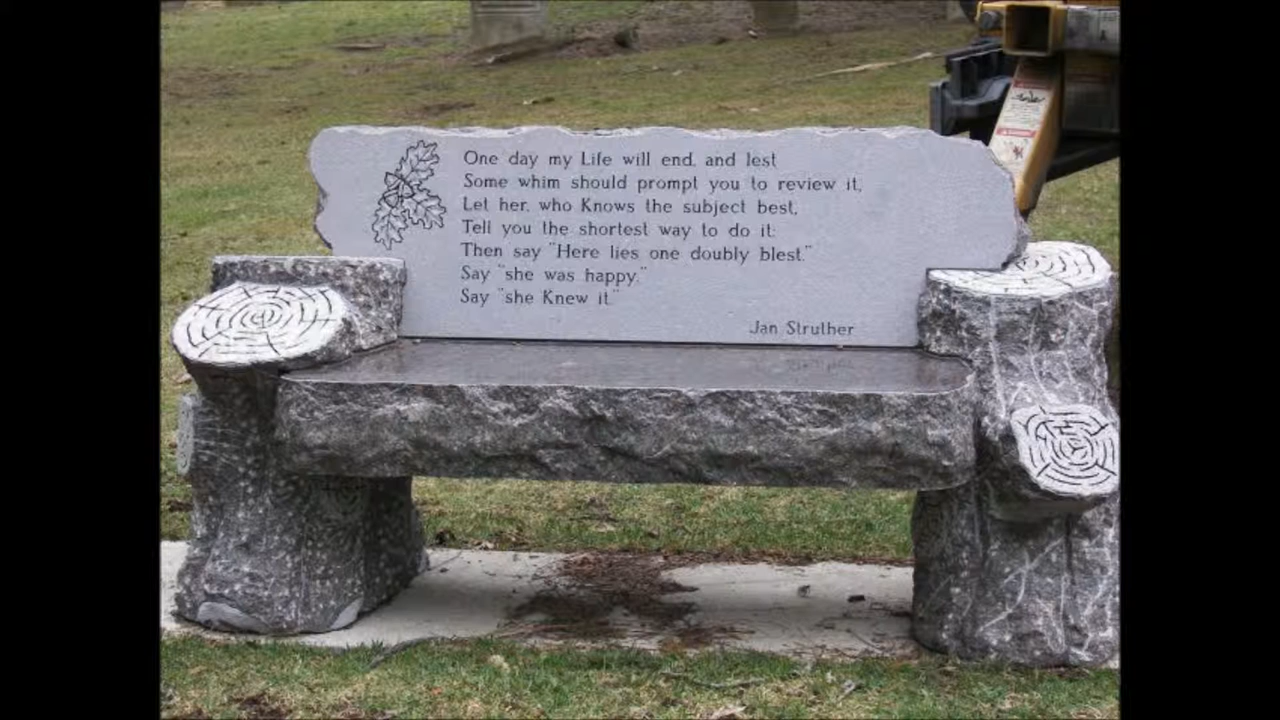 One day my Life will end, and lest
Some whim should prompt you to review it,
Let her, who Knows the subject best,
Tell you the shortest way to do it:
Then say "Here lies one doubly blest."
Say "she was happy."
Say "she Knew it."
Jan Struther